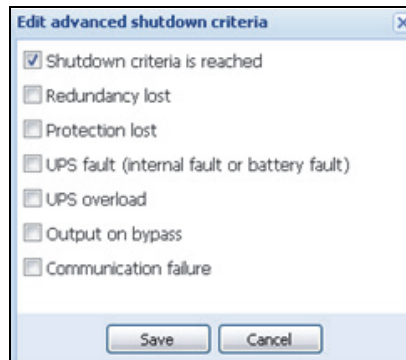 Edit advanced shutdown criteria
Shutdown criteria is reached
Redundancy lost
Protection lost
UPS fault (internal fault or battery fault)
UPS overload
Output on bypass
Communication failure
Save Cancel